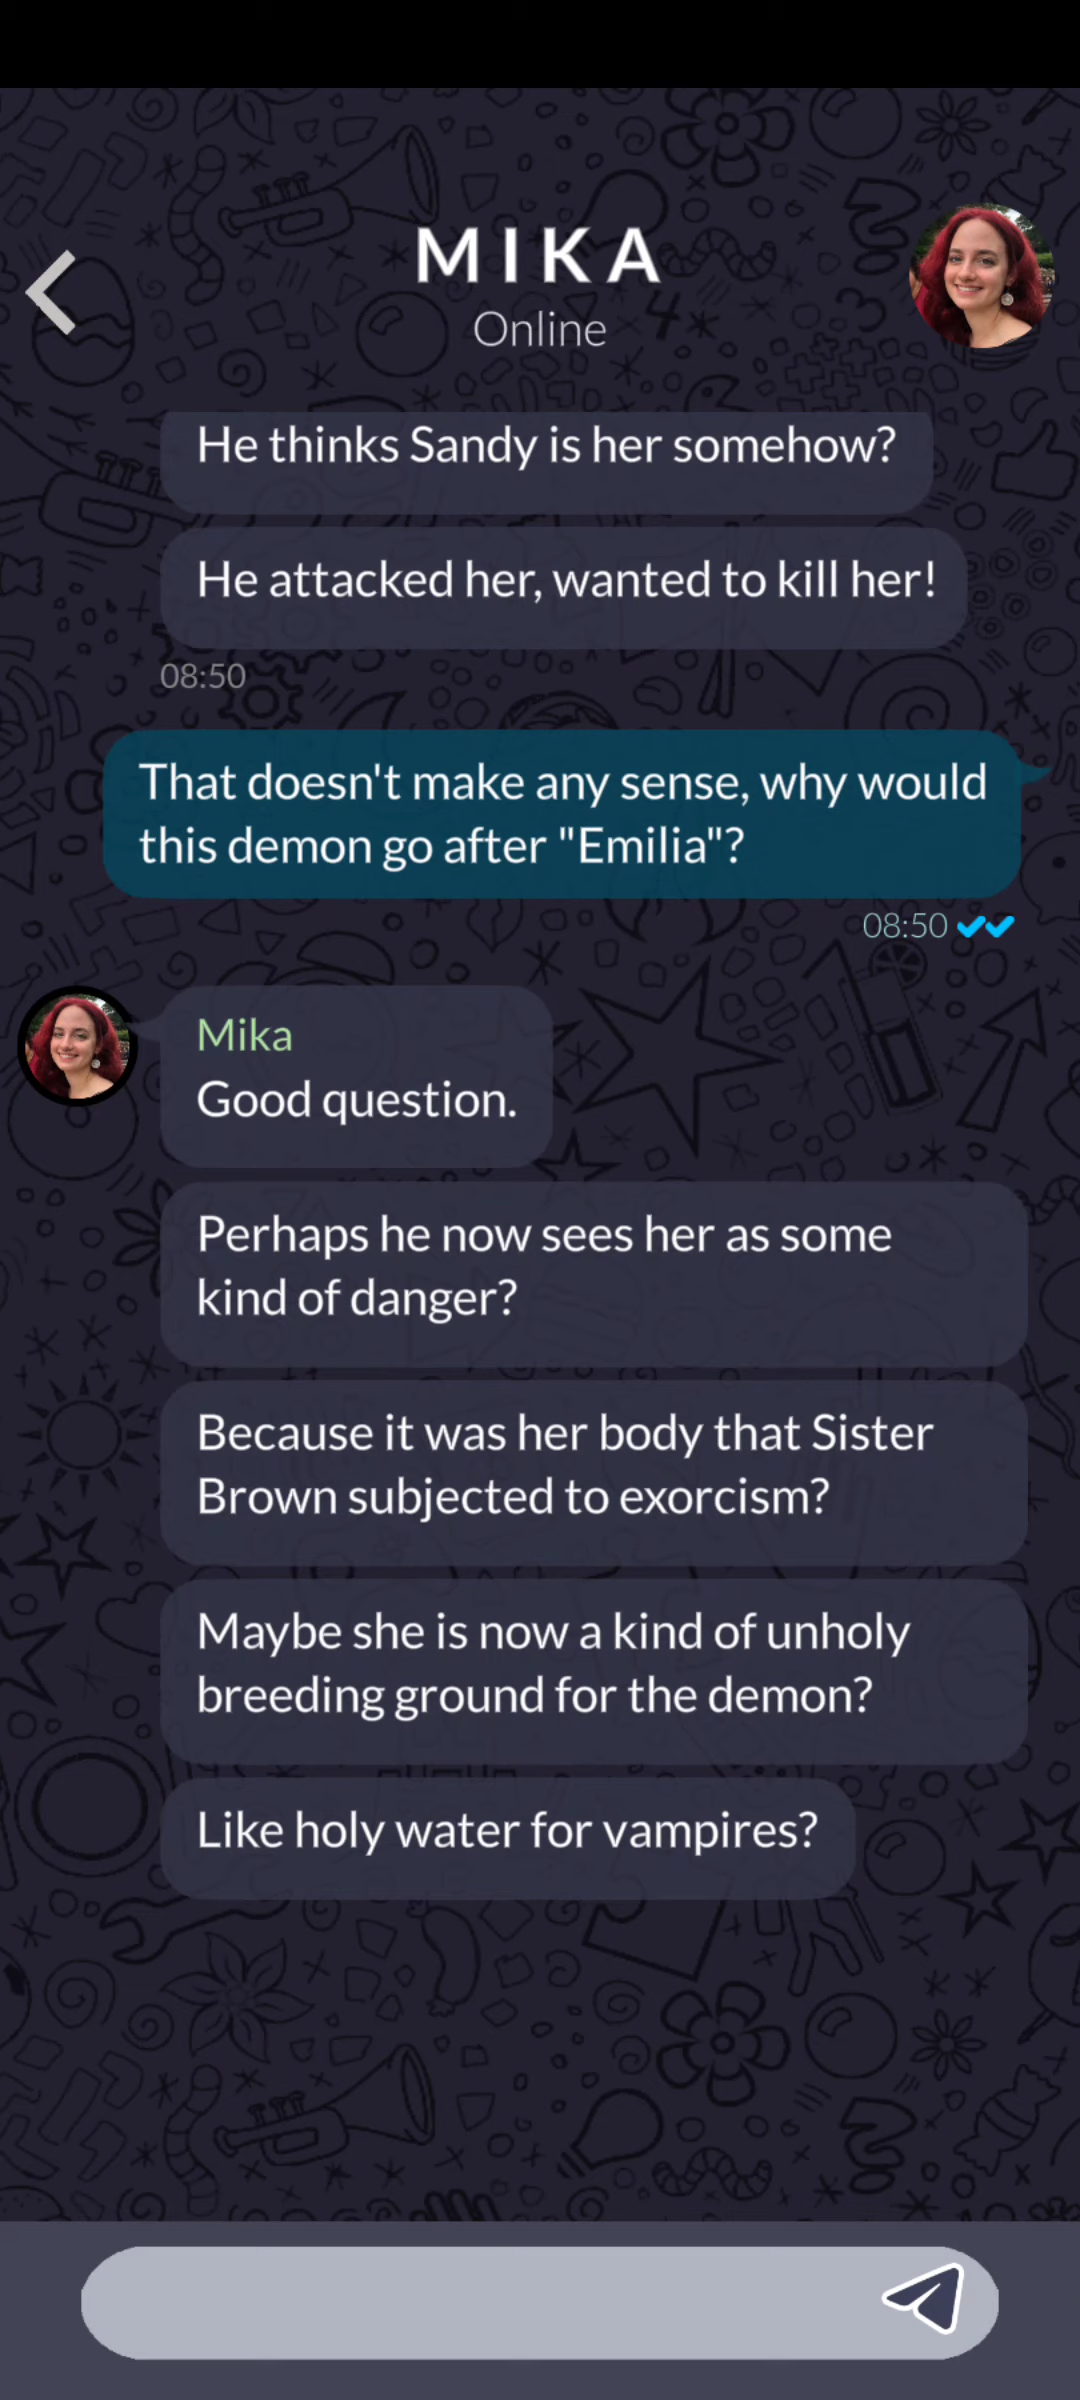 MIKA
Online
He thinks Sandy is her somehow?
He attacked her, wanted to kill her!
08:50
That doesn't make any sense, why would
this demon go after "Emilia"?
08:50
Mika
Good question.
Perhaps he now sees her as some
kind of danger?
Because it was her body that Sister
Brown subjected to exorcism?
Maybe she is now a kind of unholy
breeding ground for the demon?
Like holy water for vampires?